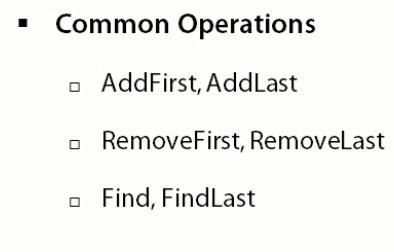 Common Operations
AddFirst, AddLast
RemoveFirst, RemoveLast
Find, FindLast